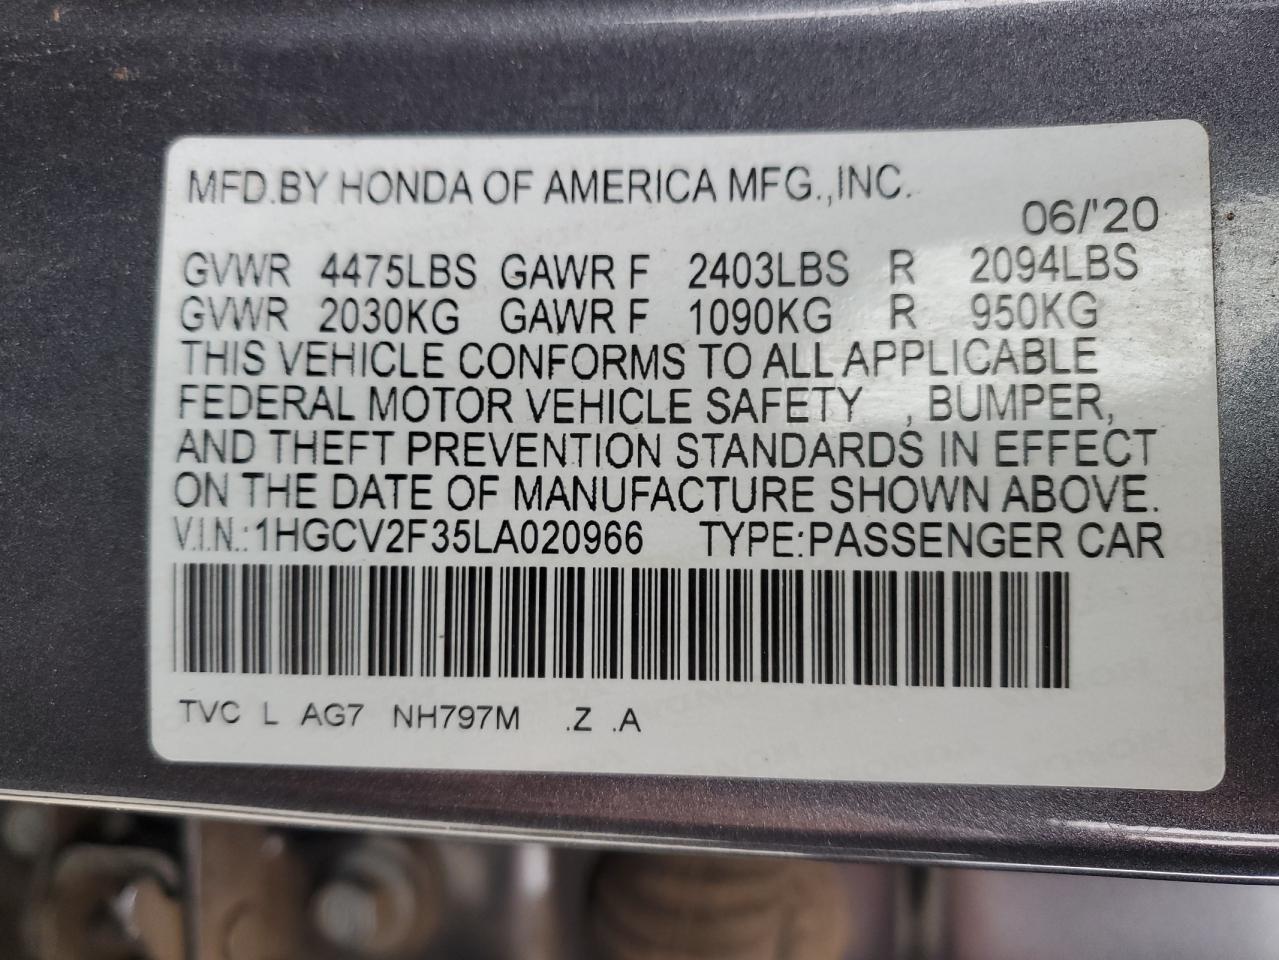 MFD.BY HONDA OF AMERICA MFG.,INC.
06/'20
GVWR 4475LBS GAWR F 2403LBS R 2094LBS
GVWR 2030KG GAWR F 1090KG R 950KG
THIS VEHICLE CONFORMS TO ALL APPLICABLE
FEDERAL MOTOR VEHICLE SAFETY , BUMPER,
AND THEFT PREVENTION STANDARDS IN EFFECT
ON THE DATE OF MANUFACTURE SHOWN ABOVE.
V.I.N.:1HGCV2F35LA020966 TYPE:PASSENGER CAR
TVC L AG7 NH797M .Z .A